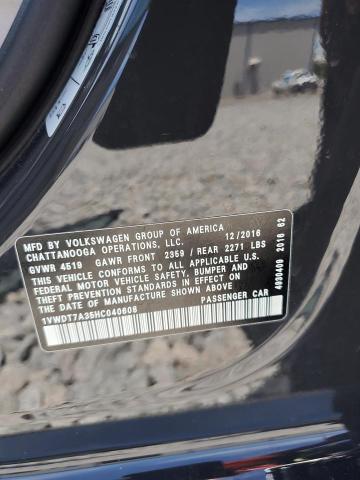 MFD BY VOLKSWAGEN GROUP OF AMERICA
CHATTANOOGA OPERATIONS, LLC. 12/2016
GVWR 4519 GAWR FRONT 2359 / REAR 2271 LBS
THIS VEHICLE CONFORMS TO ALL APPLICABLE U.S.
FEDERAL MOTOR VEHICLE SAFETY, BUMPER AND
THEFT PREVENTION STANDARDS IN EFFECT ON THE
DATE OF MANUFACTURE SHOWN ABOVE
1VWDT7A35HC040608 PASSENGER CAR
4930409 2016 62